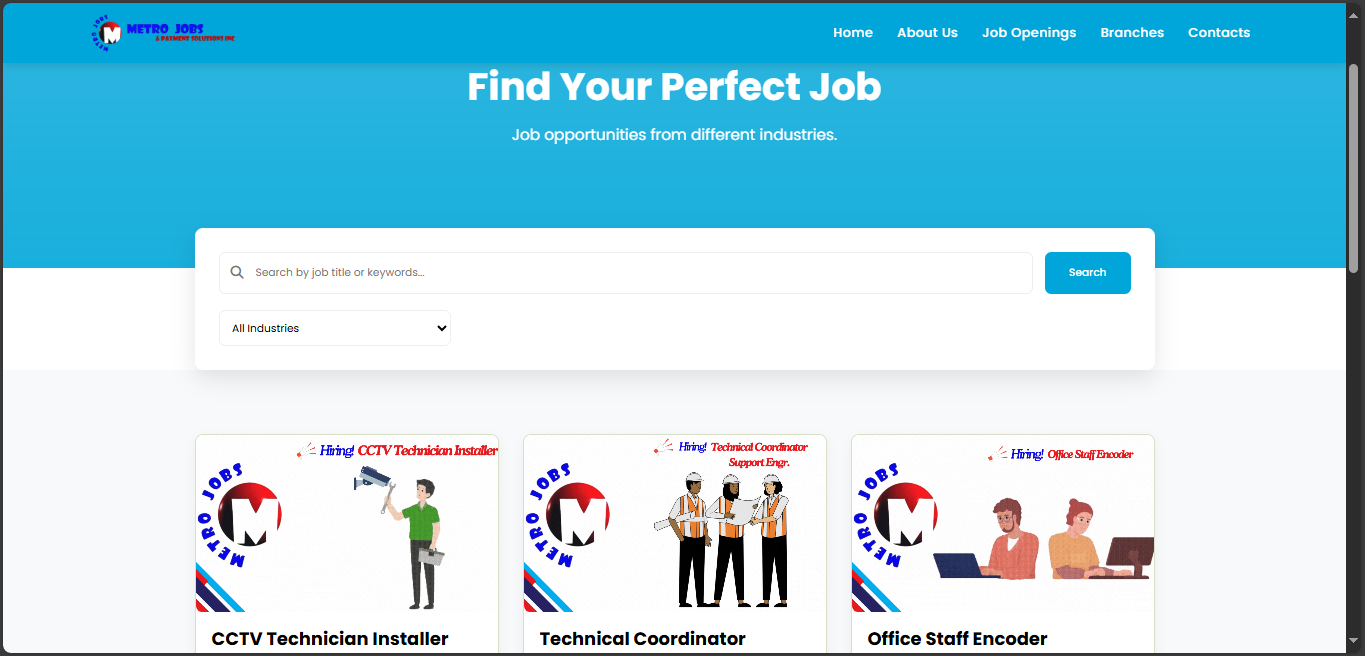 METRO JOBS
METRO JOBS
& PAYMENT SOLUTIONS INC
Home
About Us
Job Openings
Branches
Contacts
Find Your Perfect Job
Job opportunities from different industries.
Search by job title or keywords...
Search
All Industries
Hiring! CCTV Technician Installer
METRO JOBS
M
CCTV Technician Installer
Hiring! Technical Coordinator
Support Engr.
METRO JOBS
M
Technical Coordinator
Hiring! Office Staff Encoder
METRO JOBS
M
Office Staff Encoder